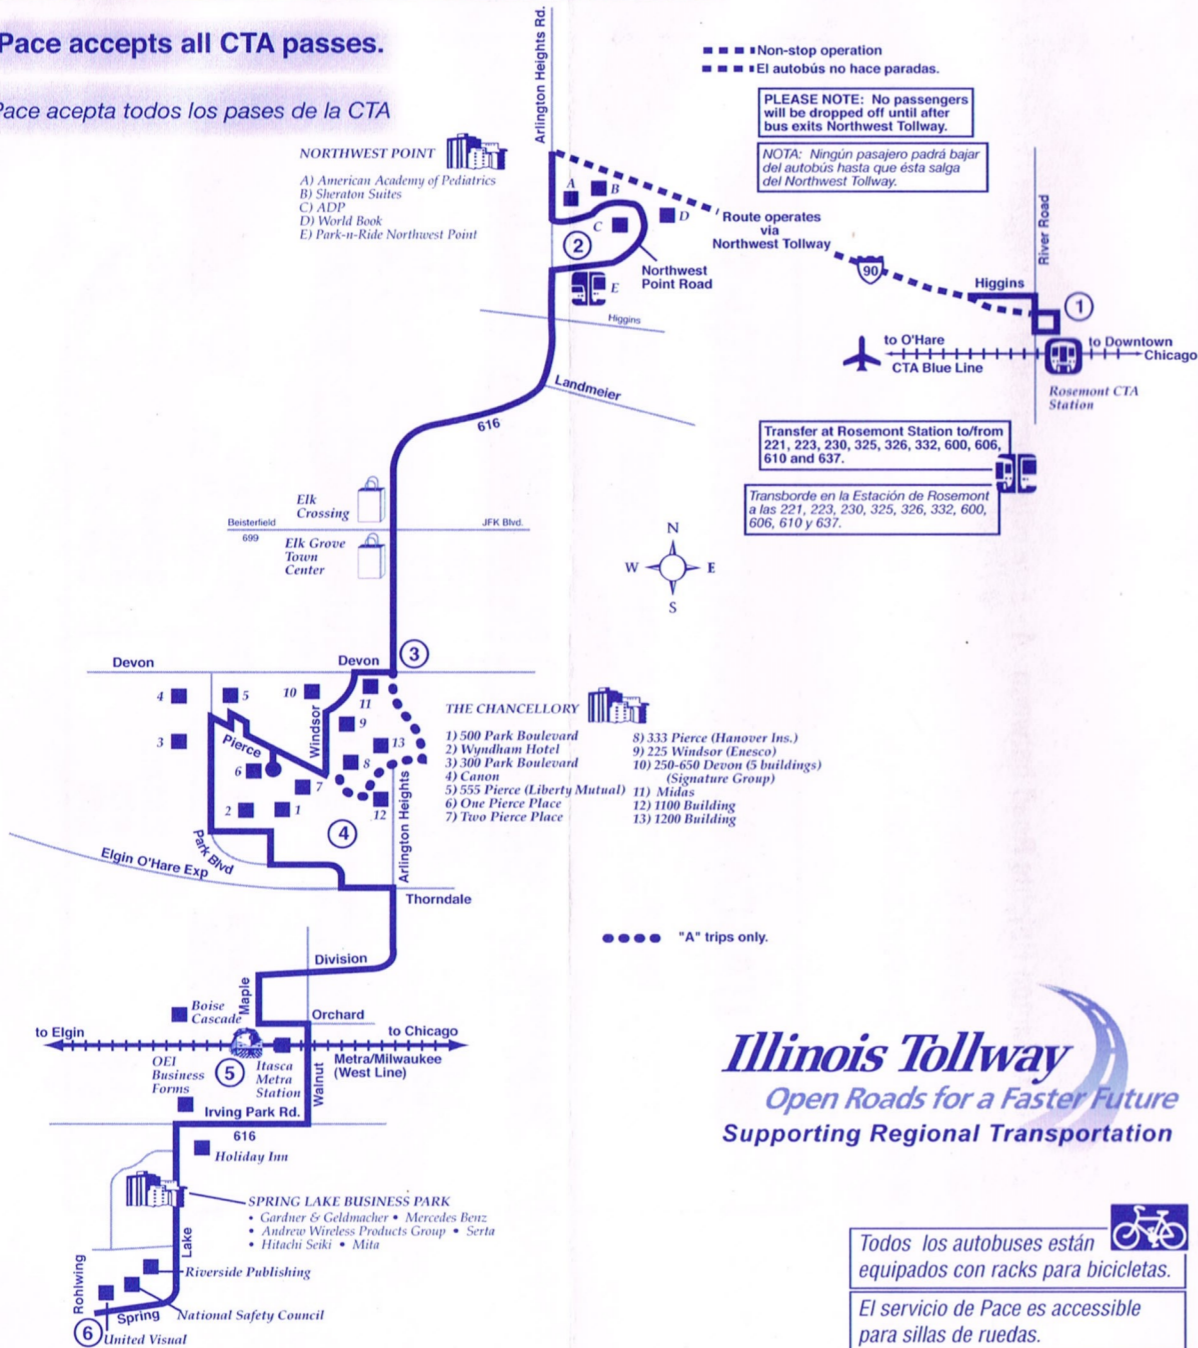 Pace accepts all CTA passes.
Pace acepta todos los pases de la CTA
Arlington Heights Rd.
Non-stop operation
El autobús no hace paradas.
PLEASE NOTE: No passengers
will be dropped off until after
bus exits Northwest Tollway.
NOTA: Ningún pasajero padrá bajar
del autobús hasta que ésta salga
del Northwest Tollway.
NORTHWEST POINT
A) American Academy of Pediatrics
B) Sheraton Suites
C) ADP
D) World Book
E) Park-n-Ride Northwest Point
A
B
C
D
2
E
Northwest
Point Road
Route operates
via
Northwest Tollway
90
River Road
Higgins
1
to O'Hare
CTA Blue Line
to Downtown
Chicago
Rosemont CTA
Station
Higgins
Landmeier
616
Transfer at Rosemont Station to/from
221, 223, 230, 325, 326, 332, 600, 606,
610 and 637.
Transborde en la Estación de Rosemont
a las 221, 223, 230, 325, 326, 332, 600,
606, 610 y 637.
Elk
Crossing
Beisterfield
699
JFK Blvd.
Elk Grove
Town
Center
N
W
E
S
Devon
Devon
3
4
5
10
11
9
3
Pierce
Windsor
13
8
6
7
2
1
12
4
Arlington Heights
Park Blvd
Elgin O'Hare Exp
Thorndale
THE CHANCELLORY
1) 500 Park Boulevard
2) Wyndham Hotel
3) 300 Park Boulevard
4) Canon
5) 555 Pierce (Liberty Mutual)
6) One Pierce Place
7) Two Pierce Place
8) 333 Pierce (Hanover Ins.)
9) 225 Windsor (Enesco)
10) 250-650 Devon (5 buildings)
(Signature Group)
11) Midas
12) 1100 Building
13) 1200 Building
"A" trips only.
Division
Maple
Boise
Cascade
Orchard
to Elgin
to Chicago
Metra/Milwaukee
(West Line)
OEI
Business
Forms
5
Itasca
Metra
Station
Walnut
Irving Park Rd.
616
Holiday Inn
SPRING LAKE BUSINESS PARK
• Gardner & Geldmacher • Mercedes Benz
• Andrew Wireless Products Group • Serta
• Hitachi Seiki • Mita
Lake
Riverside Publishing
Rohlwing
National Safety Council
Spring
6
United Visual
Illinois Tollway
Open Roads for a Faster Future
Supporting Regional Transportation
Todos los autobuses están
equipados con racks para bicicletas.
El servicio de Pace es accessible
para sillas de ruedas.